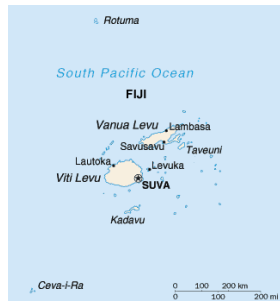 Rotuma
South Pacific Ocean
FIJI
Vanua Levu
Lambasa
Savusavu
Taveuni
Lautoka
Levuka
Viti Levu
SUVA
Kadavu
Ceva-i-Ra
0 100 200 km
0 100 200 mi